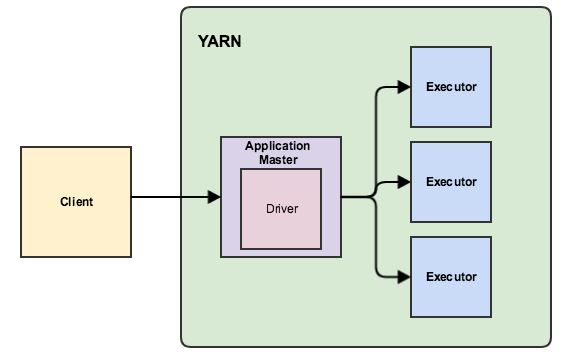 YARN
Executor
Application
Master
Client
Driver
Executor
Executor